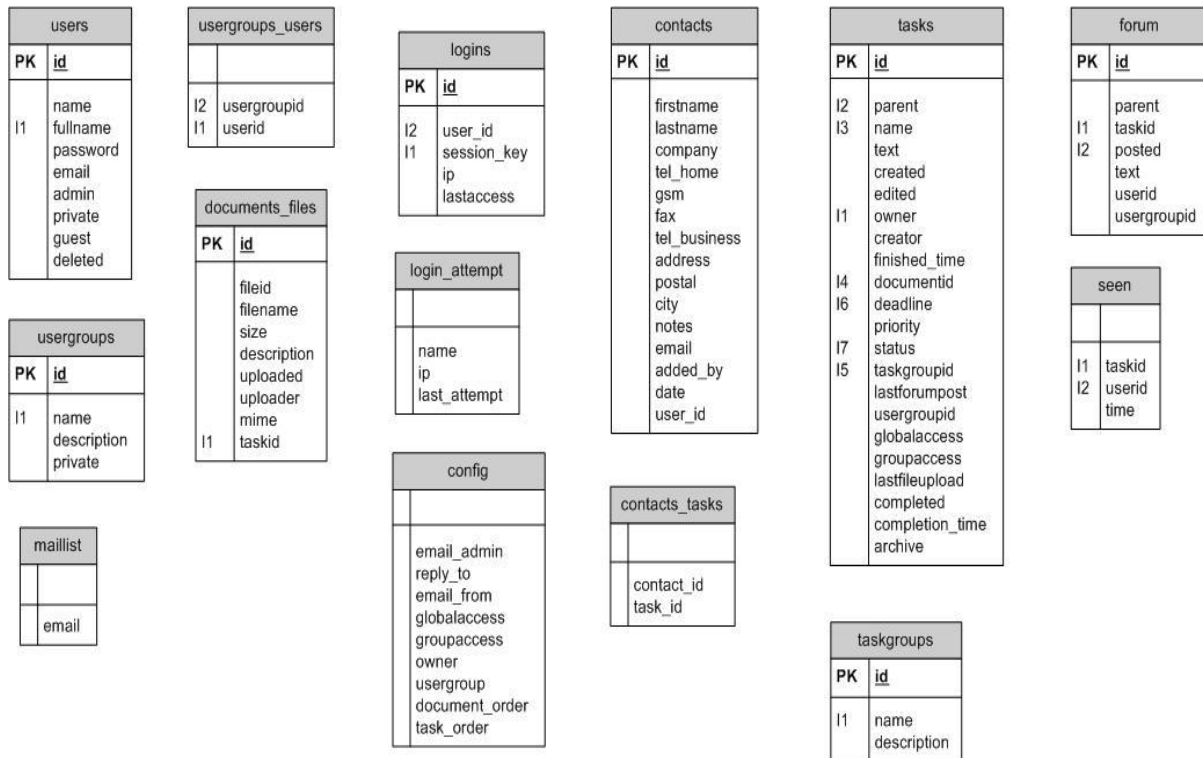 users
PK id
name
I1 fullname
password
email
admin
private
guest
deleted
usergroups
PK id
I1 name
description
private
maillist
email
usergroups_users
I2 usergroupid
I1 userid
documents_files
PK id
fileid
filename
size
description
uploaded
uploader
mime
I1 taskid
logins
PK id
I2 user_id
I1 session_key
ip
lastaccess
login_attempt
name
ip
last_attempt
config
email_admin
reply_to
email_from
globalaccess
groupaccess
owner
usergroup
document_order
task_order
contacts
PK id
firstname
lastname
company
tel_home
gsm
fax
tel_business
address
postal
city
notes
email
added_by
date
user_id
contacts_tasks
contact_id
task_id
tasks
PK id
I2 parent
I3 name
text
created
edited
I1 owner
creator
finished_time
I4 documentid
I6 deadline
priority
I7 status
I5 taskgroupid
lastforumpost
usergroupid
globalaccess
groupaccess
lastfileupload
completed
completion_time
archive
taskgroups
PK id
I1 name
description
forum
PK id
parent
I1 taskid
I2 posted
text
userid
usergroupid
seen
I1 taskid
I2 userid
time